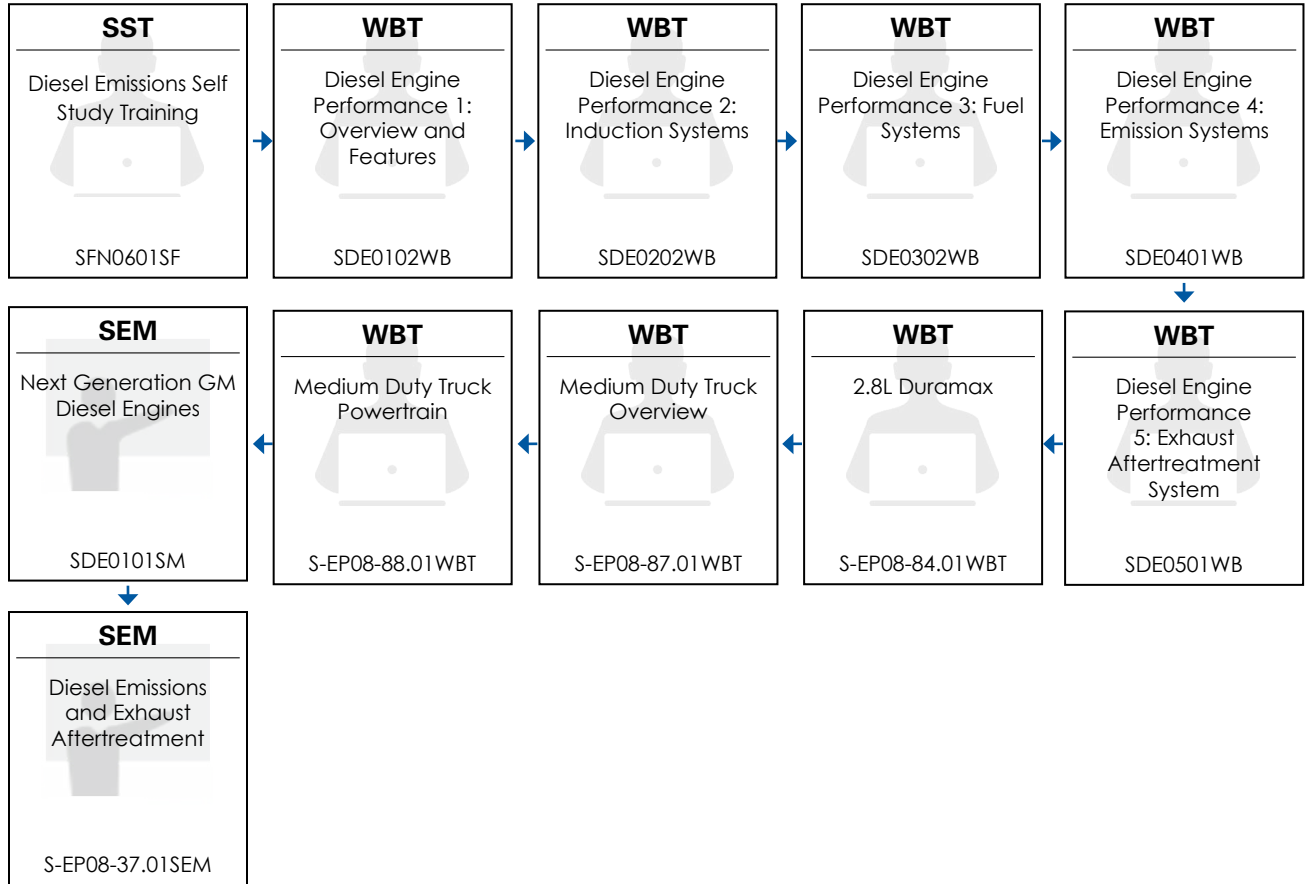 SST
Diesel Emissions Self
Study Training
SFN0601SF
WBT
Diesel Engine
Performance 1:
Overview and
Features
SDE0102WB
WBT
Diesel Engine
Performance 2:
Induction Systems
SDE0202WB
WBT
Diesel Engine
Performance 3: Fuel
Systems
SDE0302WB
WBT
Diesel Engine
Performance 4:
Emission Systems
SDE0401WB
WBT
Diesel Engine
Performance
5: Exhaust
Aftertreatment
System
SDE0501WB
WBT
2.8L Duramax
S-EP08-84.01WBT
WBT
Medium Duty Truck
Overview
S-EP08-87.01WBT
WBT
Medium Duty Truck
Powertrain
S-EP08-88.01WBT
SEM
Next Generation GM
Diesel Engines
SDE0101SM
SEM
Diesel Emissions
and Exhaust
Aftertreatment
S-EP08-37.01SEM